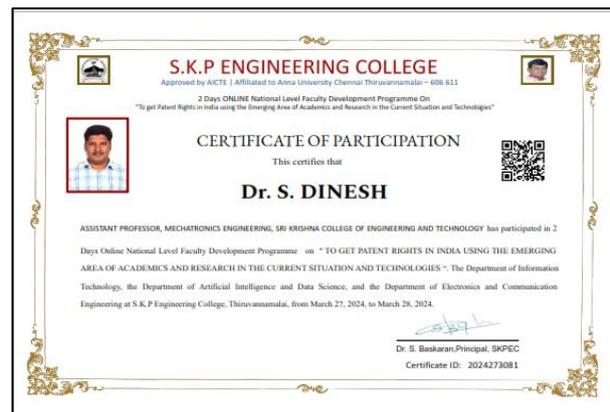 S.K.P ENGINEERING COLLEGE
Approved by AICTE | Affiliated to Anna University Chennai Thiruvannamalai – 606 611
2 Days ONLINE National Level Faculty Development Programme On
"To get Patent Rights in India using the Emerging Area of Academics and Research in the Current Situation and Technologies"
CERTIFICATE OF PARTICIPATION
This certifies that
Dr. S. DINESH
ASSISTANT PROFESSOR, MECHATRONICS ENGINEERING, SRI KRISHNA COLLEGE OF ENGINEERING AND TECHNOLOGY has participated in 2
Days Online National Level Faculty Development Programme on " TO GET PATENT RIGHTS IN INDIA USING THE EMERGING
AREA OF ACADEMICS AND RESEARCH IN THE CURRENT SITUATION AND TECHNOLOGIES ". The Department of Information
Technology, the Department of Artificial Intelligence and Data Science, and the Department of Electronics and Communication
Engineering at S.K.P Engineering College, Thiruvannamalai, from March 27, 2024, to March 28, 2024.
Dr. S. Baskaran,Principal, SKPEC
Certificate ID: 2024273081